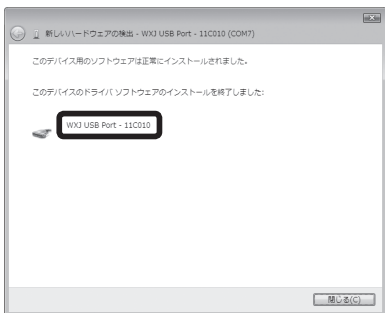 新しいハードウェアの検出 - WXJ USB Port - 11C010 (COM7)
このデバイス用のソフトウェアは正常にインストールされました。
このデバイスのドライバ ソフトウェアのインストールを終了しました:
WXJ USB Port - 11C010
閉じる(C)